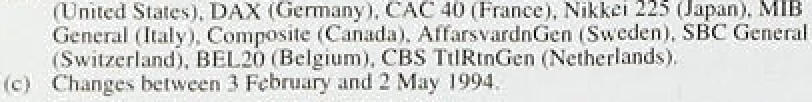 (United States), DAX (Germany), CAC 40 (France), Nikkei 225 (Japan), MIB
General (Italy), Composite (Canada), AffarsvardnGen (Sweden), SBC General
(Switzerland), BEL20 (Belgium), CBS TtlRtnGen (Netherlands).
(c) Changes between 3 February and 2 May 1994.